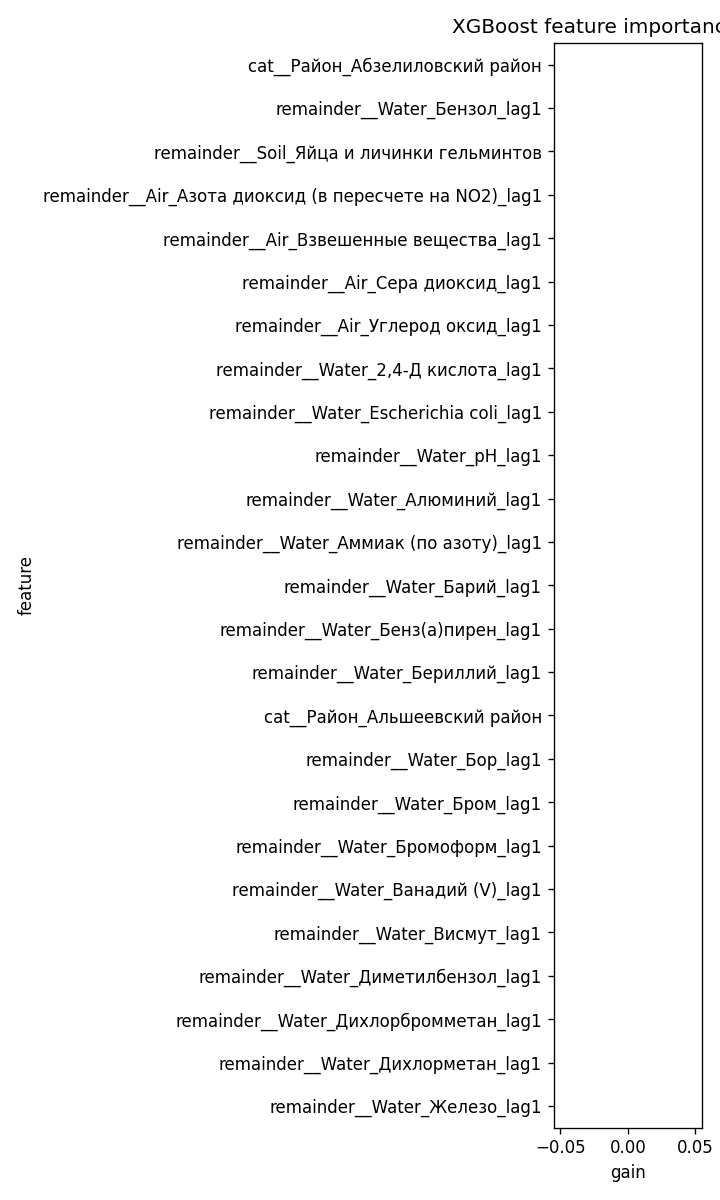 XGBoost feature importanc
cat__Район_Абзелиловский район
remainder__Water_Бензол_lag1
remainder__Soil_Яйца и личинки гельминтов
remainder__Air_Азота диоксид (в пересчете на NO2)_lag1
remainder__Air_Взвешенные вещества_lag1
remainder__Air_Сера диоксид_lag1
remainder__Air_Углерод оксид_lag1
remainder__Water_2,4-Д кислота_lag1
remainder__Water_Escherichia coli_lag1
remainder__Water_pH_lag1
remainder__Water_Алюминий_lag1
remainder__Water_Аммиак (по азоту)_lag1
remainder__Water_Барий_lag1
remainder__Water_Бенз(а)пирен_lag1
remainder__Water_Бериллий_lag1
cat__Район_Альшеевский район
remainder__Water_Бор_lag1
remainder__Water_Бром_lag1
remainder__Water_Бромоформ_lag1
remainder__Water_Ванадий (V)_lag1
remainder__Water_Висмут_lag1
remainder__Water_Диметилбензол_lag1
remainder__Water_Дихлорбромметан_lag1
remainder__Water_Дихлорметан_lag1
remainder__Water_Железо_lag1
feature
−0.05 0.00 0.05
gain